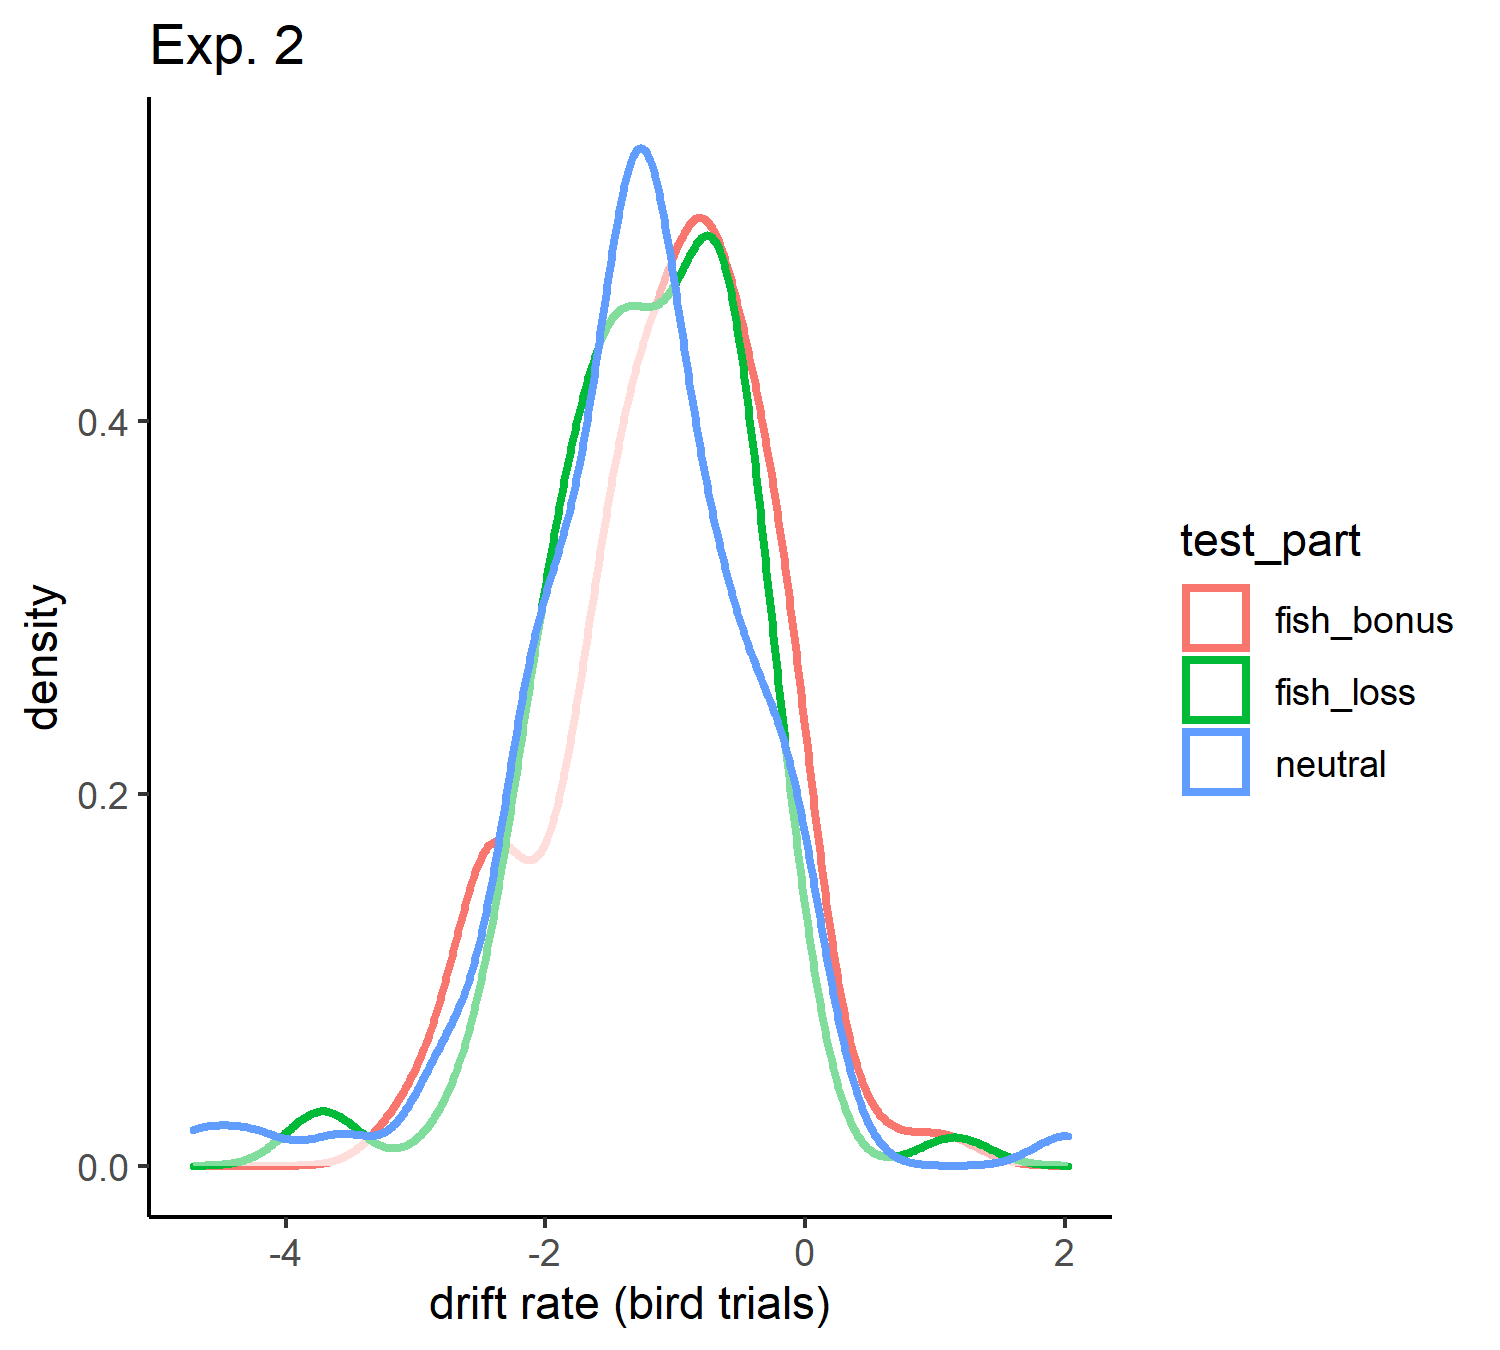 Exp. 2
density
0.4
0.2
0.0
-4
-2
0
2
drift rate (bird trials)
test_part
fish_bonus
fish_loss
neutral